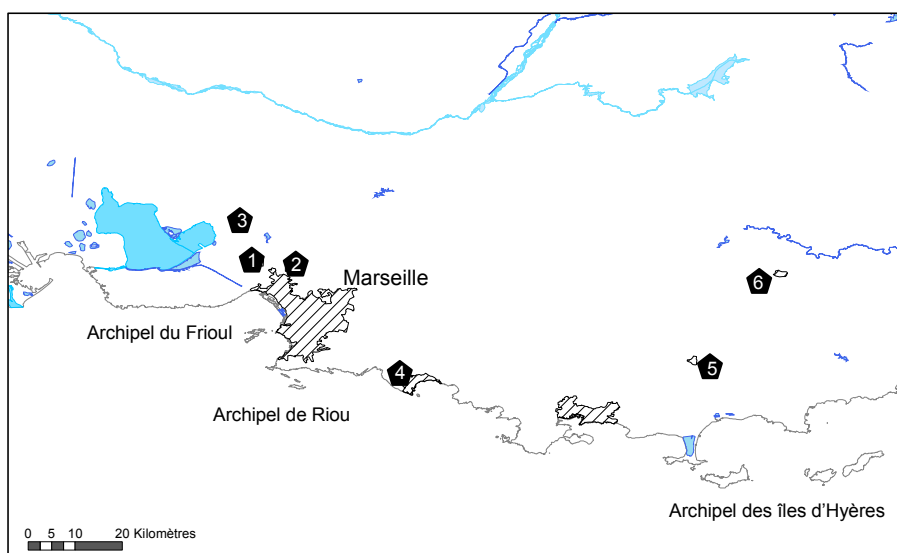 3
1
2
Marseille
6
Archipel du Frioul
5
4
Archipel de Riou
Archipel des îles d'Hyères
0 5 10 20 Kilomètres